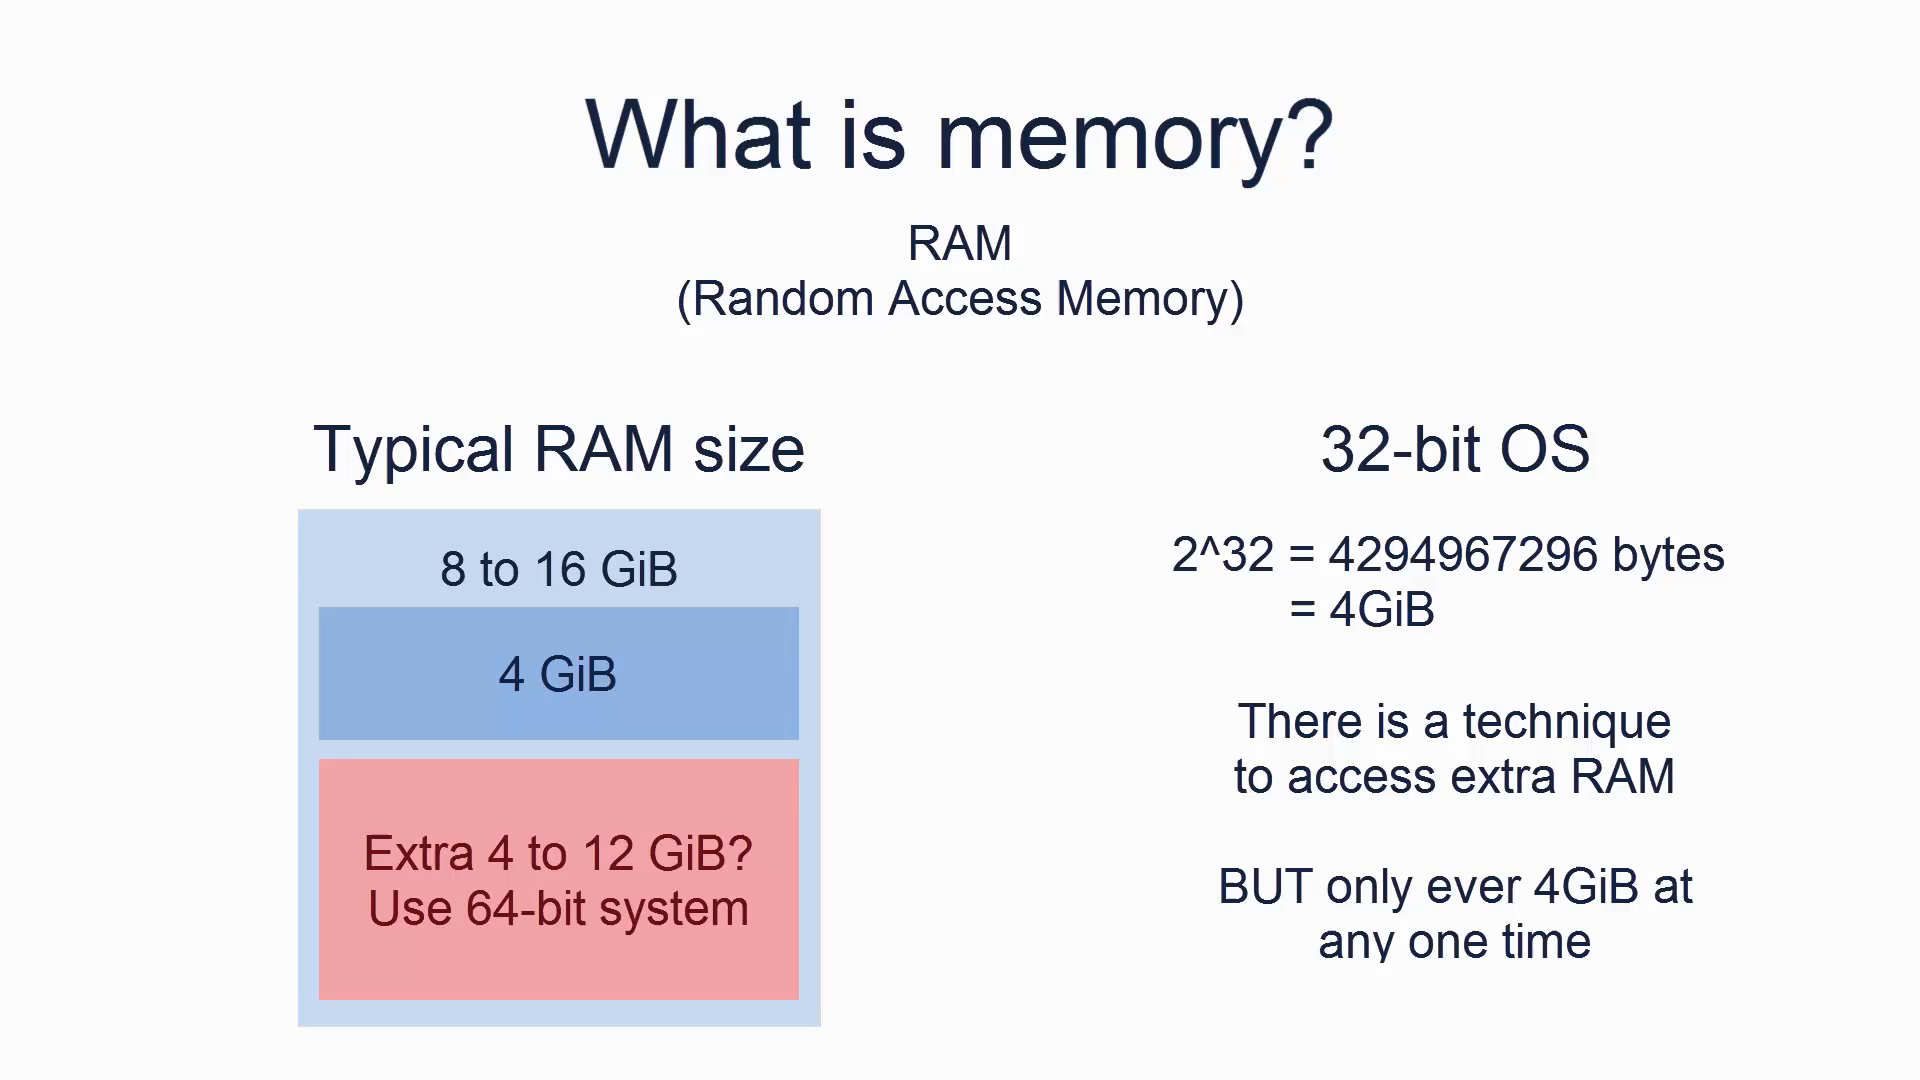 What is memory?
RAM
(Random Access Memory)
Typical RAM size
8 to 16 GiB
4 GiB
Extra 4 to 12 GiB?
Use 64-bit system
32-bit OS
2^32 = 4294967296 bytes
= 4GiB
There is a technique
to access extra RAM
BUT only ever 4GiB at
any one time